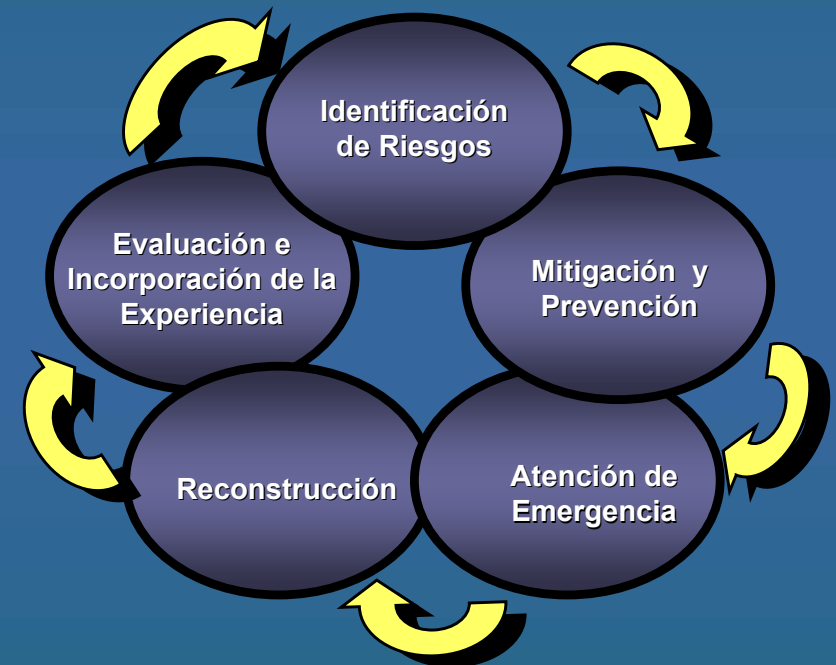 Identificación
de Riesgos
Mitigación y
Prevención
Atención de
Emergencia
Reconstrucción
Evaluación e
Incorporación de la
Experiencia